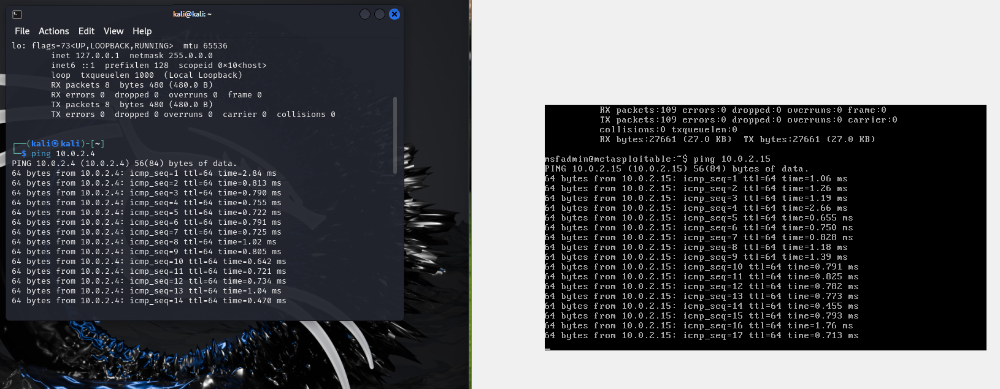 kali@kali: ~
File Actions Edit View Help
lo: flags=73<UP,LOOPBACK,RUNNING>  mtu 65536
        inet 127.0.0.1  netmask 255.0.0.0
        inet6 ::1  prefixlen 128  scopeid 0×10<host>
        loop  txqueuelen 1000  (Local Loopback)
        RX packets 8  bytes 480 (480.0 B)
        RX errors 0  dropped 0  overruns 0  frame 0
        TX packets 8  bytes 480 (480.0 B)
        TX errors 0  dropped 0 overruns 0  carrier 0  collisions 0
┌──(kali㉿kali)-[~]
└─$ ping 10.0.2.4
PING 10.0.2.4 (10.0.2.4) 56(84) bytes of data.
64 bytes from 10.0.2.4: icmp_seq=1 ttl=64 time=2.84 ms
64 bytes from 10.0.2.4: icmp_seq=2 ttl=64 time=0.813 ms
64 bytes from 10.0.2.4: icmp_seq=3 ttl=64 time=0.790 ms
64 bytes from 10.0.2.4: icmp_seq=4 ttl=64 time=0.755 ms
64 bytes from 10.0.2.4: icmp_seq=5 ttl=64 time=0.722 ms
64 bytes from 10.0.2.4: icmp_seq=6 ttl=64 time=0.791 ms
64 bytes from 10.0.2.4: icmp_seq=7 ttl=64 time=0.725 ms
64 bytes from 10.0.2.4: icmp_seq=8 ttl=64 time=1.02 ms
64 bytes from 10.0.2.4: icmp_seq=9 ttl=64 time=0.805 ms
64 bytes from 10.0.2.4: icmp_seq=10 ttl=64 time=0.642 ms
64 bytes from 10.0.2.4: icmp_seq=11 ttl=64 time=0.721 ms
64 bytes from 10.0.2.4: icmp_seq=12 ttl=64 time=0.734 ms
64 bytes from 10.0.2.4: icmp_seq=13 ttl=64 time=1.04 ms
64 bytes from 10.0.2.4: icmp_seq=14 ttl=64 time=0.470 ms
          RX packets:109 errors:0 dropped:0 overruns:0 frame:0
          TX packets:109 errors:0 dropped:0 overruns:0 carrier:0
          collisions:0 txqueuelen:0
          RX bytes:27661 (27.0 KB)  TX bytes:27661 (27.0 KB)
msfadmin@metasploitable:~$ ping 10.0.2.15
PING 10.0.2.15 (10.0.2.15) 56(84) bytes of data.
64 bytes from 10.0.2.15: icmp_seq=1 ttl=64 time=1.06 ms
64 bytes from 10.0.2.15: icmp_seq=2 ttl=64 time=1.26 ms
64 bytes from 10.0.2.15: icmp_seq=3 ttl=64 time=1.19 ms
64 bytes from 10.0.2.15: icmp_seq=4 ttl=64 time=2.66 ms
64 bytes from 10.0.2.15: icmp_seq=5 ttl=64 time=0.655 ms
64 bytes from 10.0.2.15: icmp_seq=6 ttl=64 time=0.750 ms
64 bytes from 10.0.2.15: icmp_seq=7 ttl=64 time=0.828 ms
64 bytes from 10.0.2.15: icmp_seq=8 ttl=64 time=1.18 ms
64 bytes from 10.0.2.15: icmp_seq=9 ttl=64 time=1.39 ms
64 bytes from 10.0.2.15: icmp_seq=10 ttl=64 time=0.791 ms
64 bytes from 10.0.2.15: icmp_seq=11 ttl=64 time=0.825 ms
64 bytes from 10.0.2.15: icmp_seq=12 ttl=64 time=0.782 ms
64 bytes from 10.0.2.15: icmp_seq=13 ttl=64 time=0.773 ms
64 bytes from 10.0.2.15: icmp_seq=14 ttl=64 time=0.455 ms
64 bytes from 10.0.2.15: icmp_seq=15 ttl=64 time=0.793 ms
64 bytes from 10.0.2.15: icmp_seq=16 ttl=64 time=1.76 ms
64 bytes from 10.0.2.15: icmp_seq=17 ttl=64 time=0.713 ms